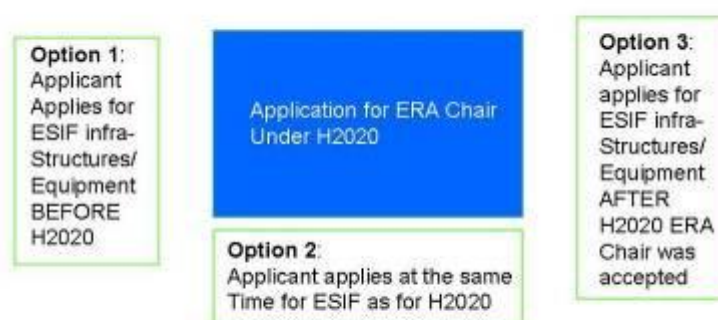 Option 1:
Applicant
Applies for
ESIF infra-
Structures/
Equipment
BEFORE
H2020
Application for ERA Chair
Under H2020
Option 2:
Applicant applies at the same
Time for ESIF as for H2020
Option 3:
Applicant
applies for
ESIF infra-
Structures/
Equipment
AFTER
H2020 ERA
Chair was
accepted